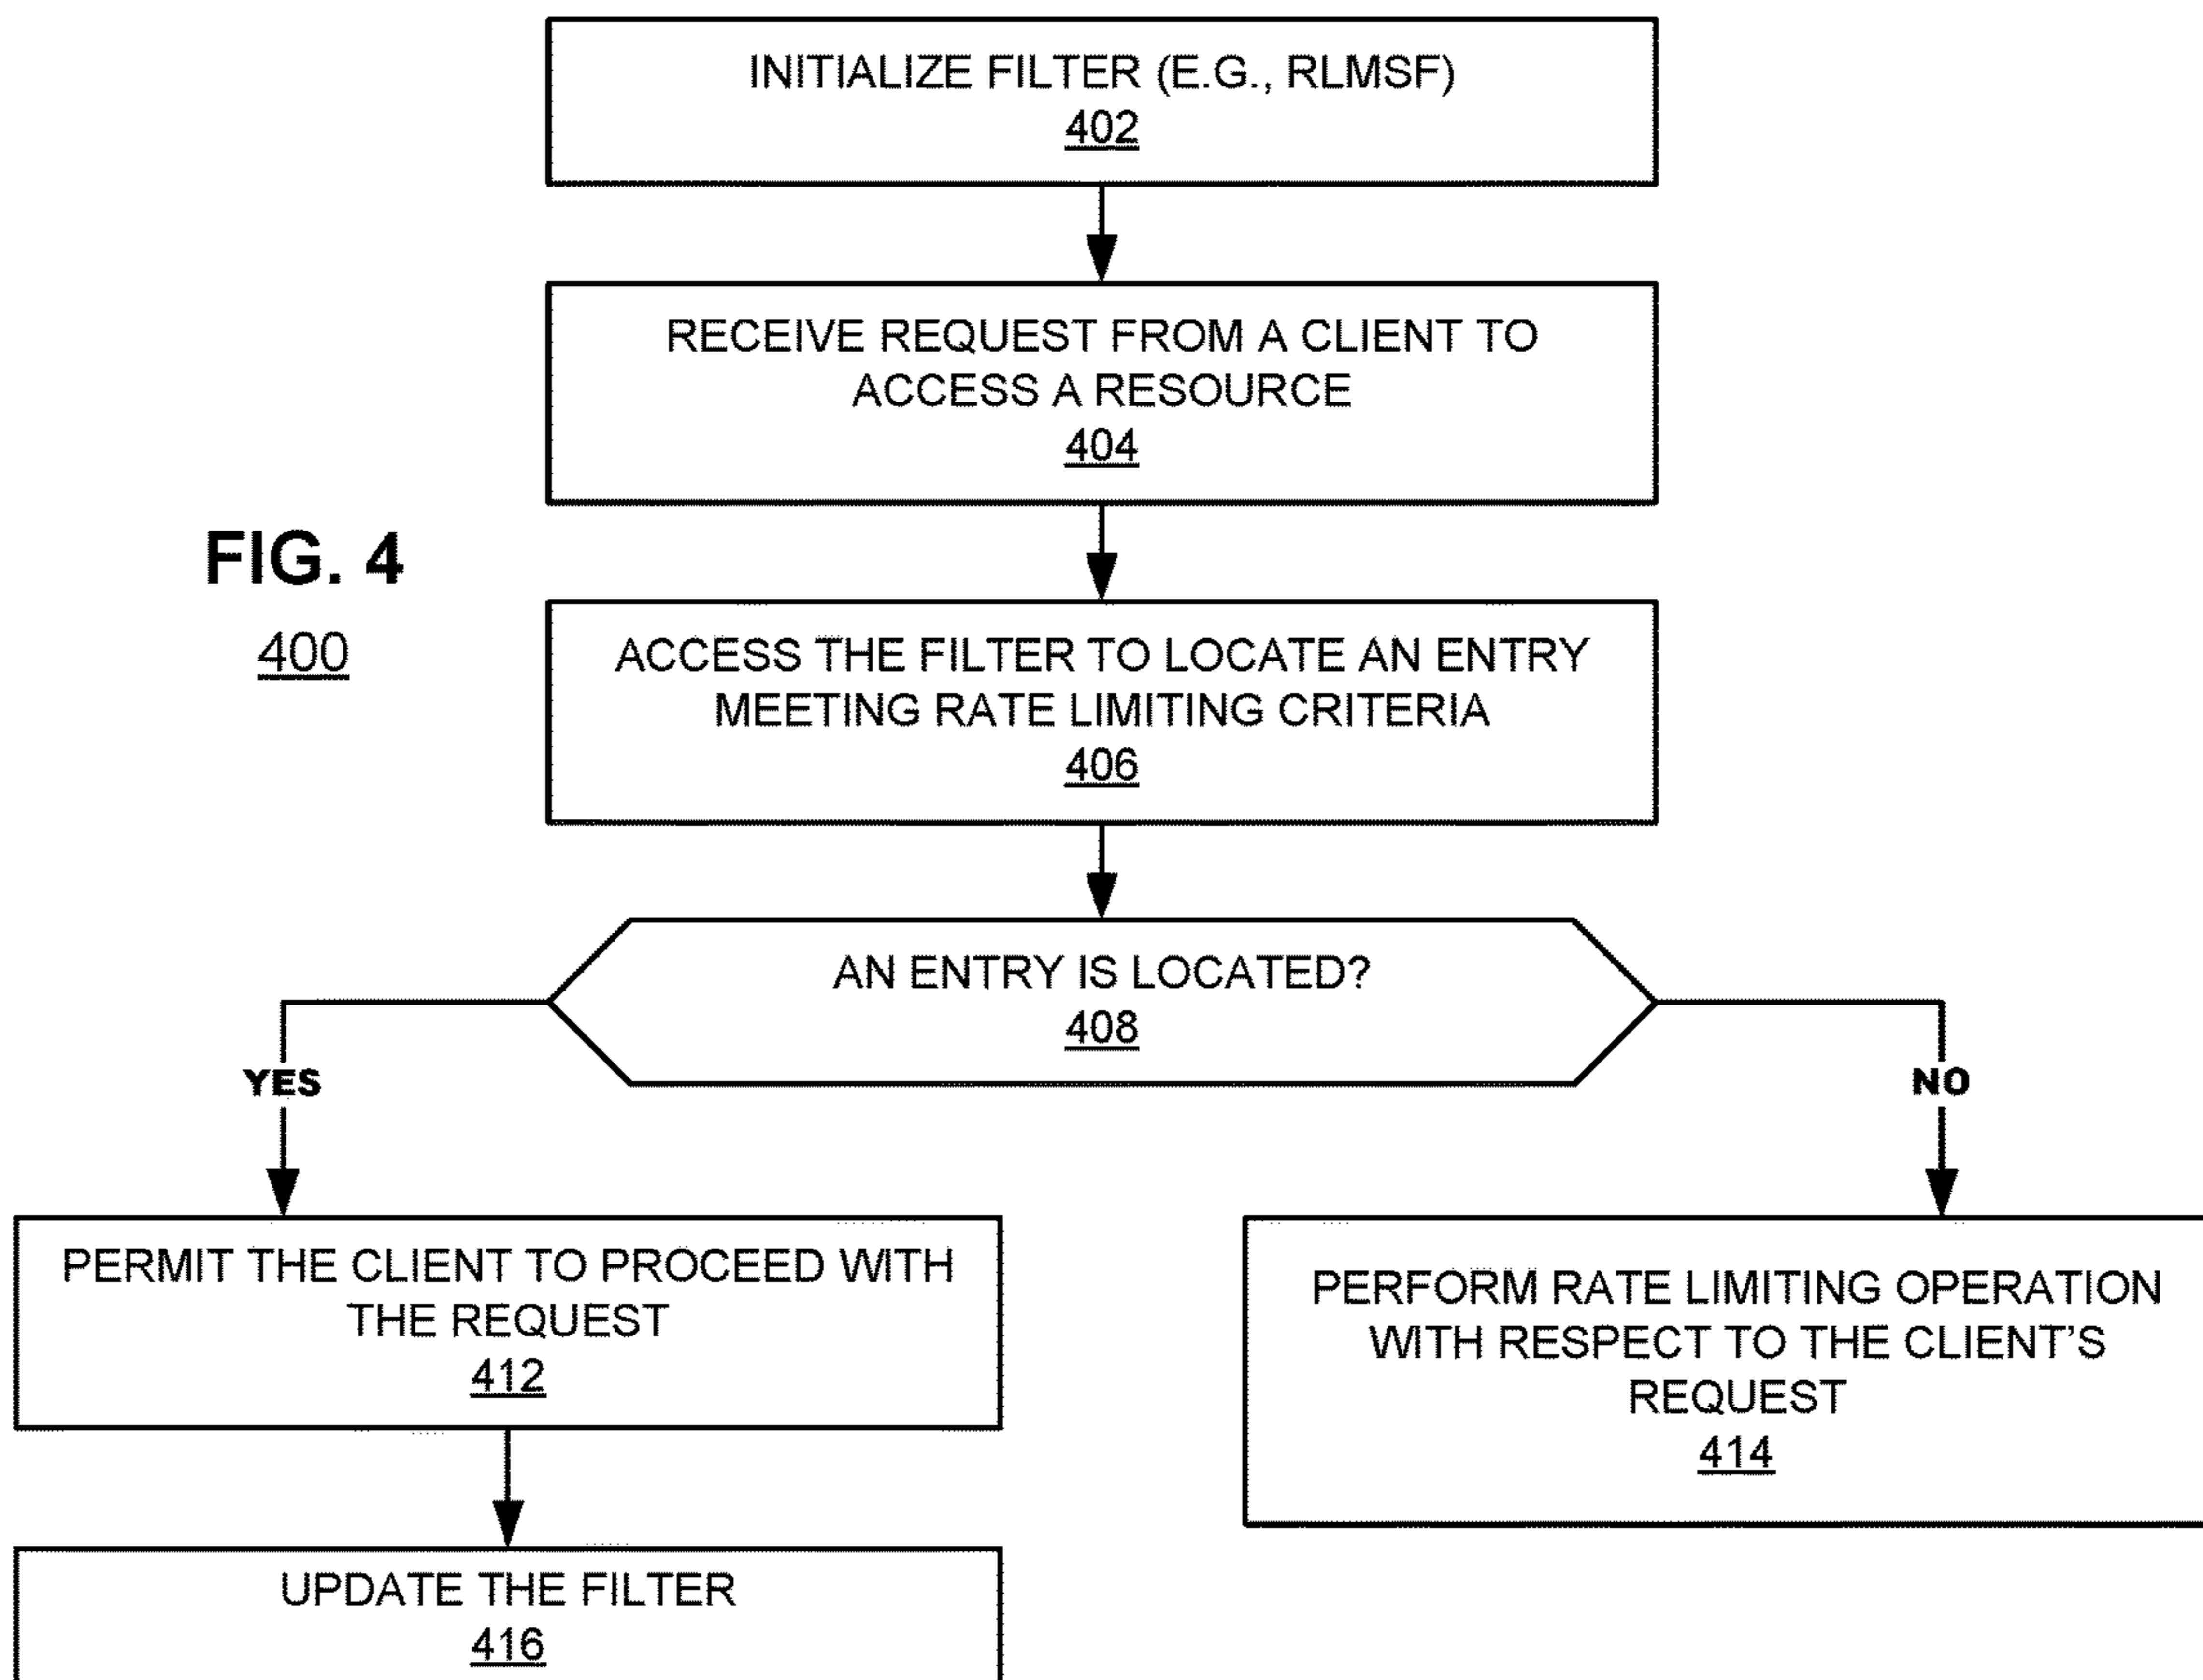 INITIALIZE FILTER (E.G., RLMSF)
402
RECEIVE REQUEST FROM A CLIENT TO
ACCESS A RESOURCE
404
FIG. 4
400
ACCESS THE FILTER TO LOCATE AN ENTRY
MEETING RATE LIMITING CRITERIA
406
AN ENTRY IS LOCATED?
408
YES
NO
PERMIT THE CLIENT TO PROCEED WITH
THE REQUEST
412
PERFORM RATE LIMITING OPERATION
WITH RESPECT TO THE CLIENT'S
REQUEST
414
UPDATE THE FILTER
416